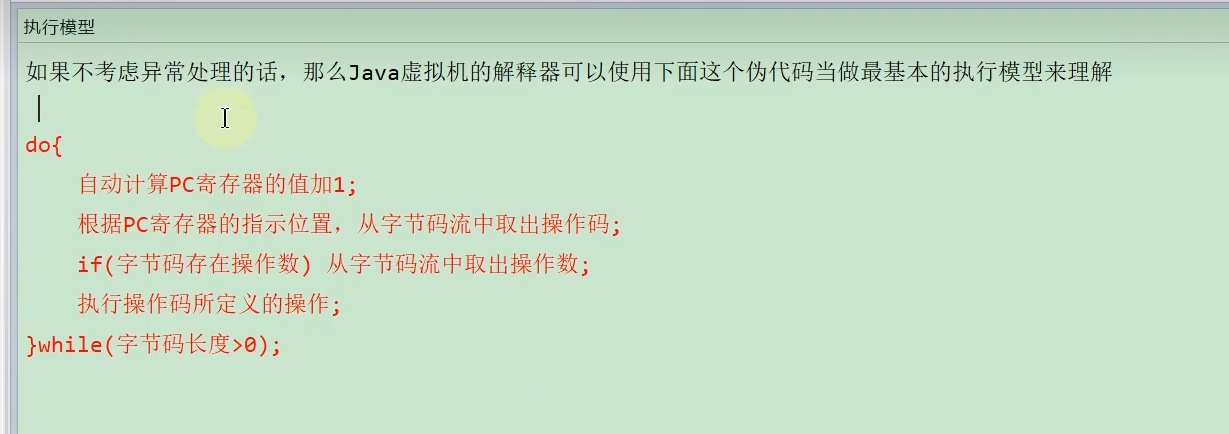 执行模型
如果不考虑异常处理的话，那么Java虚拟机的解释器可以使用下面这个伪代码当做最基本的执行模型来理解
do{
自动计算PC寄存器的值加1;
根据PC寄存器的指示位置，从字节码流中取出操作码;
if(字节码存在操作数) 从字节码流中取出操作数;
执行操作码所定义的操作;
}while(字节码长度>0);